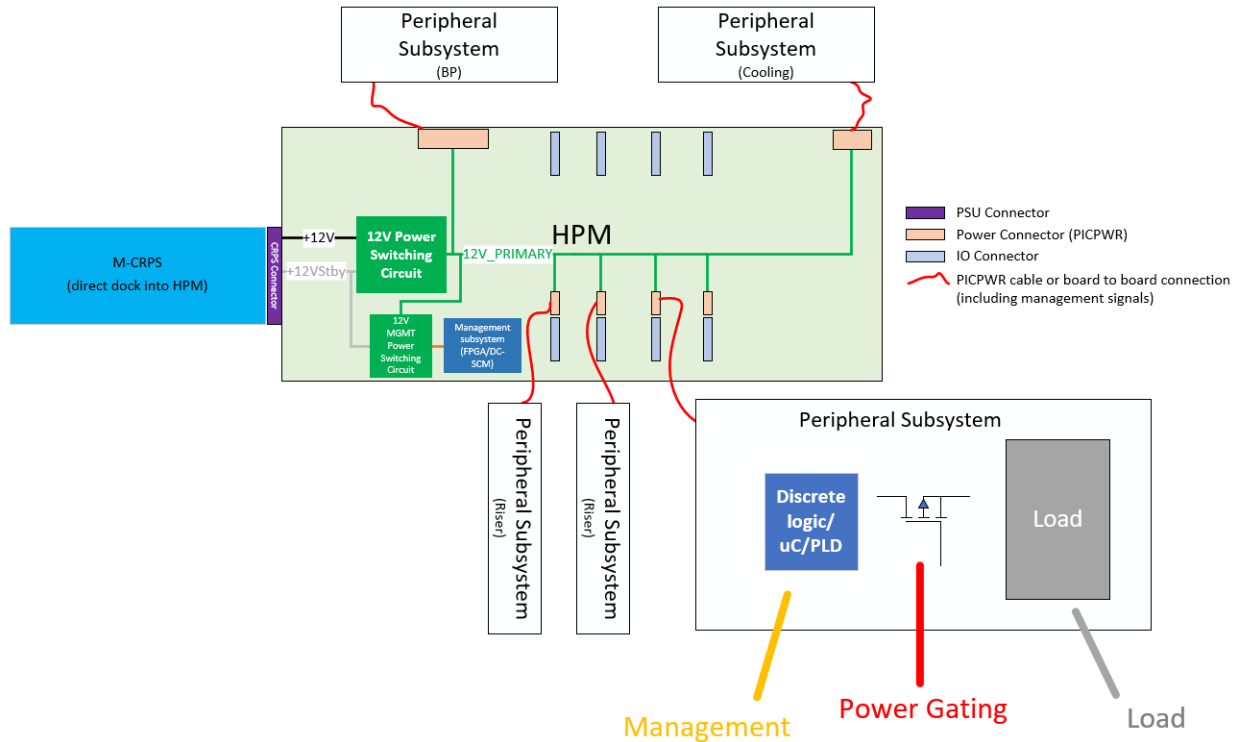 Peripheral
Subsystem
(BP)
Peripheral
Subsystem
(Cooling)
M-CRPS
(direct dock into HPM)
CRPS Connector
+12V
+12VStby
12V Power
Switching
Circuit
12V_PRIMARY
HPM
12V
MGMT
Power
Switching
Circuit
Management
subsystem
(FPGA/DC-
SCM)
PSU Connector
Power Connector (PICPWR)
IO Connector
PICPWR cable or board to board connection
(including management signals)
Peripheral Subsystem
(Riser)
Peripheral Subsystem
(Riser)
Peripheral Subsystem
Discrete
logic/
uC/PLD
Load
Management
Power Gating
Load